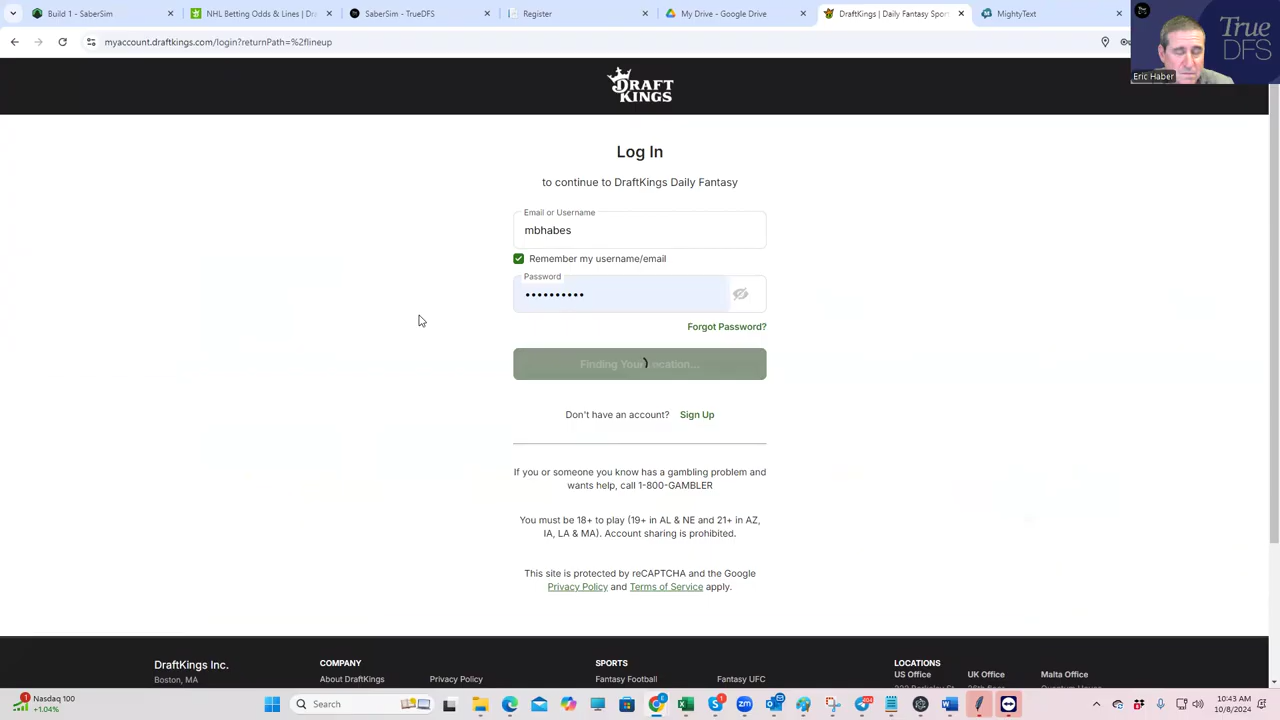 Build 1 - SaberSim
NHL Betting Odds & Lines | Dr
SaberSim - TrueDFS
Register
My Drive - Google Drive
DraftKings | Daily Fantasy Spor
MightyText
myaccount.draftkings.com/login?returnPath=%2flineup
True
DFS
Eric Haber
DRAFT
KINGS
Log In
to continue to DraftKings Daily Fantasy
Email or Username
mbhabes
Remember my username/email
Password
Forgot Password?
Finding Your Location...
Don't have an account? Sign Up
If you or someone you know has a gambling problem and
wants help, call 1-800-GAMBLER
You must be 18+ to play (19+ in AL & NE and 21+ in AZ,
IA, LA & MA). Account sharing is prohibited.
This site is protected by reCAPTCHA and the Google
Privacy Policy and Terms of Service apply.
DraftKings Inc.
Boston, MA
COMPANY
About DraftKings
Privacy Policy
SPORTS
Fantasy Football
Fantasy UFC
LOCATIONS
US Office
UK Office
Malta Office
Nasdaq 100
+1.04%
Search
10:43 AM
10/8/2024